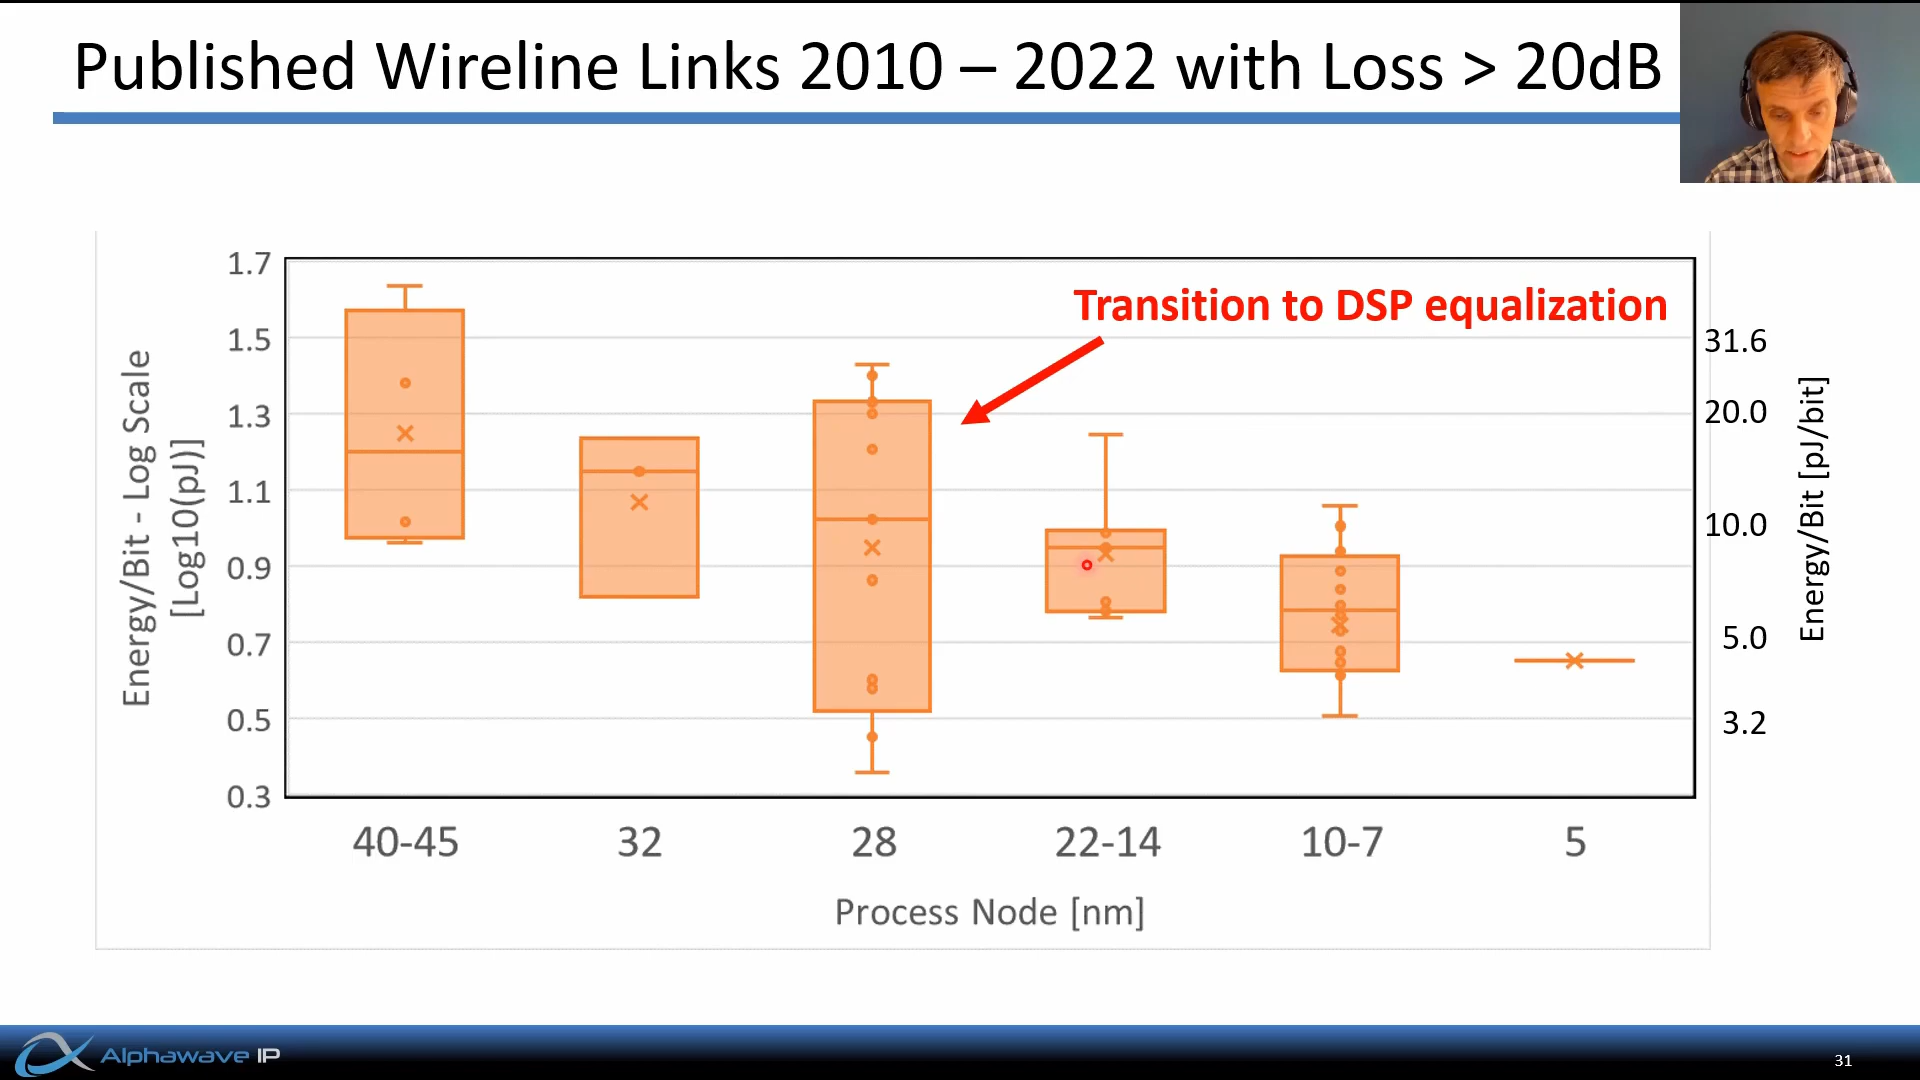 Published Wireline Links 2010 – 2022 with Loss > 20dB
Transition to DSP equalization
Energy/Bit - Log Scale
[Log10(pJ)]
1.7
1.5
1.3
1.1
0.9
0.7
0.5
0.3
31.6
20.0
10.0
5.0
3.2
Energy/Bit [pJ/bit]
40-45 32 28 22-14 10-7 5
Process Node [nm]
Alphawave IP
31